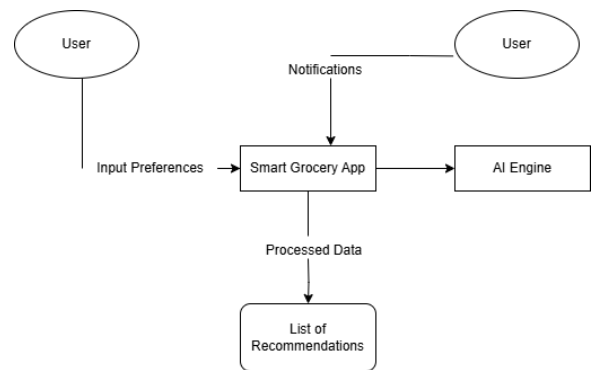 User
User
Notifications
Input Preferences
Smart Grocery App
AI Engine
Processed Data
List of
Recommendations